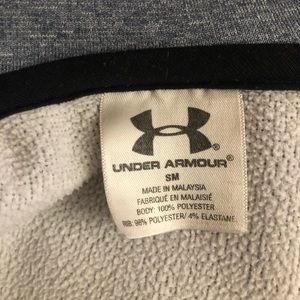 UNDER ARMOUR®
SM
MADE IN MALAYSIA
FABRIQUÉ EN MALAISIE
BODY: 100% POLYESTER
RIB: 96% POLYESTER/ 4% ELASTANE